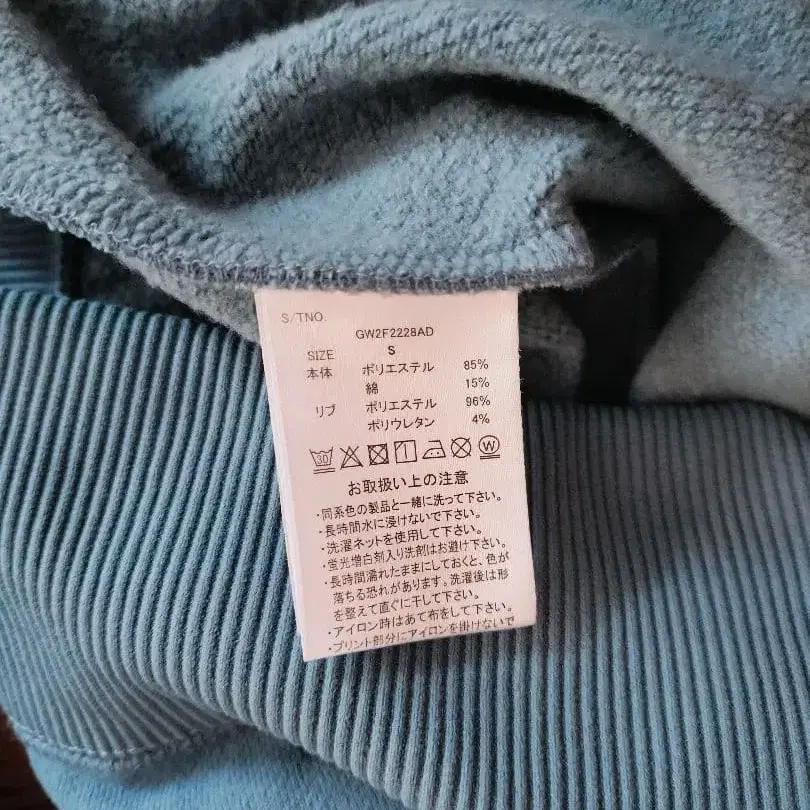 S/TNO.
GW2F2228AD
SIZE S
本体 ポリエステル 85%
綿 15%
リブ ポリエステル 96%
ポリウレタン 4%
30 W
お取扱い上の注意
・同系色の製品と一緒に洗って下さい。
・長時間水に浸けないで下さい。
・洗濯ネットを使用して下さい。
・蛍光増白剤入り洗剤はお避け下さい。
・長時間濡れたままにしておくと、色が
落ちる恐れがあります。洗濯後は形
を整えて直ぐに干して下さい。
・アイロン時はあて布をして下さい。
・プリント部分にアイロンを掛けないで